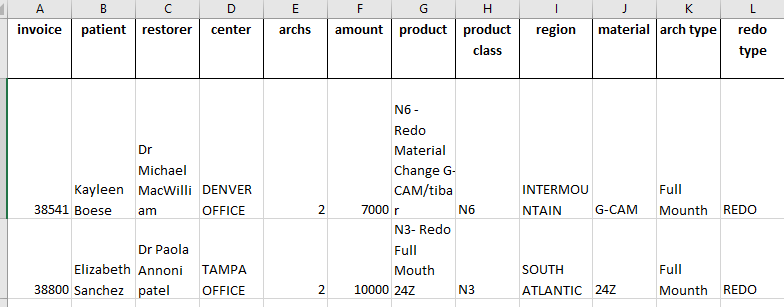 A B C D E F G H I J K L
invoice patient restorer center archs amount product product class region material arch type redo type
38541 Kayleen Boese Dr Michael MacWilliam DENVER OFFICE 2 7000 N6 - Redo Material Change G-CAM/tibar N6 INTERMOUNTAIN G-CAM Full Mounth REDO
38800 Elizabeth Sanchez Dr Paola Annoni patel TAMPA OFFICE 2 10000 N3- Redo Full Mouth 24Z N3 SOUTH ATLANTIC 24Z Full Mounth REDO